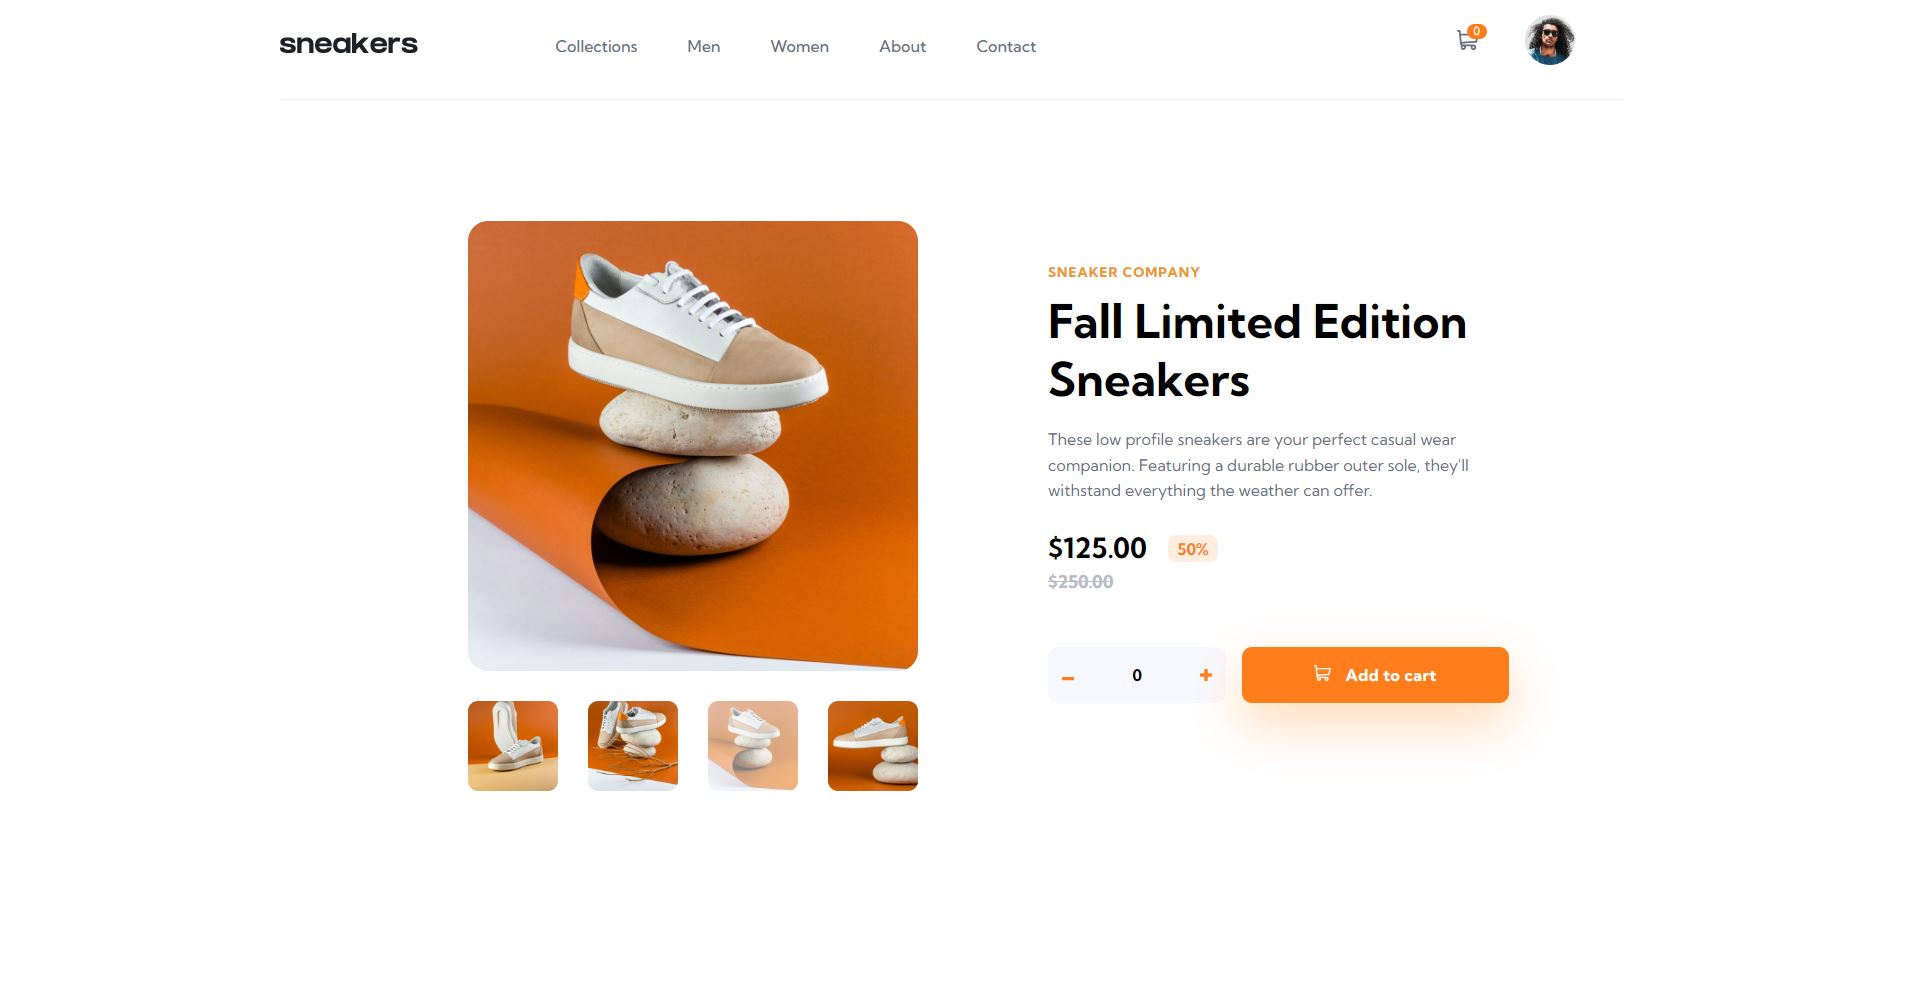 sneakers
Collections Men Women About Contact
0
SNEAKER COMPANY
Fall Limited Edition
Sneakers
These low profile sneakers are your perfect casual wear
companion. Featuring a durable rubber outer sole, they'll
withstand everything the weather can offer.
$125.00 50%
$250.00
0
Add to cart